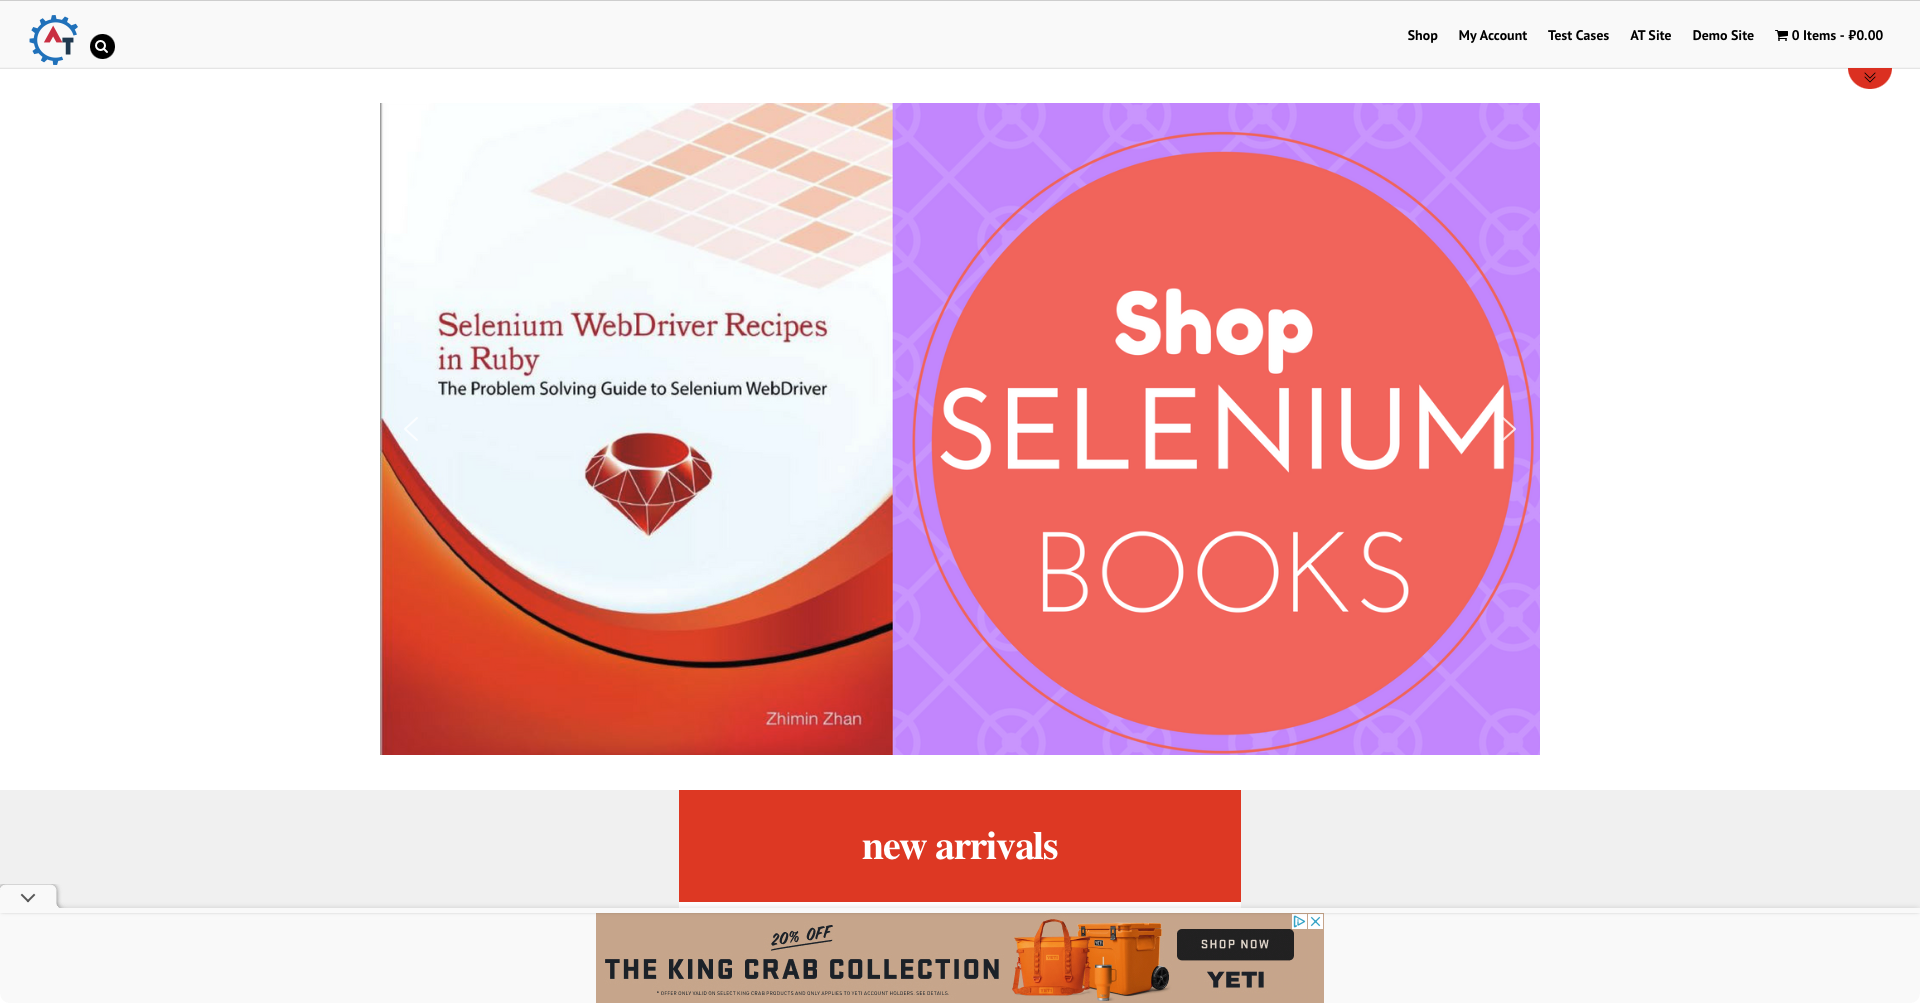 AT
Shop
My Account
Test Cases
AT Site
Demo Site
0 Items - ₽0.00
Selenium WebDriver Recipes
in Ruby
The Problem Solving Guide to Selenium WebDriver
Zhimin Zhan
Shop
SELENIUM
BOOKS
new arrivals
20% OFF
THE KING CRAB COLLECTION
* OFFER ONLY VALID ON SELECT KING CRAB PRODUCTS AND ONLY APPLIES TO YETI ACCOUNT HOLDERS. SEE DETAILS.
SHOP NOW
YETI